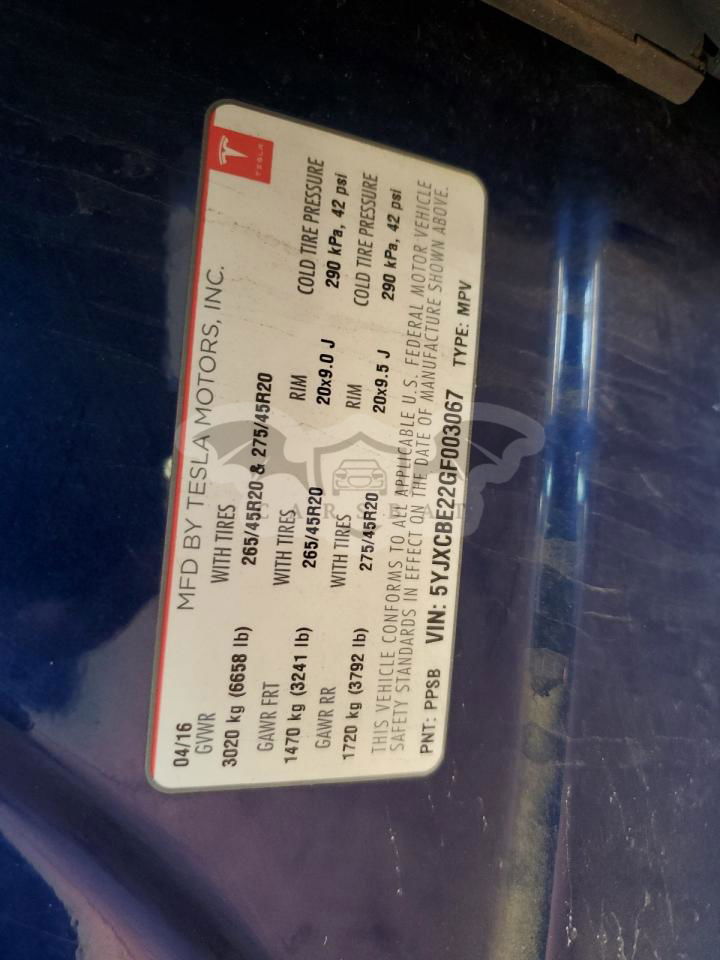 TESLA
MFD BY TESLA MOTORS, INC.
04/16
GVWR WITH TIRES
3020 kg (6658 lb) 265/45R20 & 275/45R20
GAWR FRT WITH TIRES RIM COLD TIRE PRESSURE
1470 kg (3241 lb) 265/45R20 20x9.0 J 290 kPa, 42 psi
GAWR RR WITH TIRES RIM COLD TIRE PRESSURE
1720 kg (3792 lb) 275/45R20 20x9.5 J 290 kPa, 42 psi
THIS VEHICLE CONFORMS TO ALL APPLICABLE U.S. FEDERAL MOTOR VEHICLE
SAFETY STANDARDS IN EFFECT ON THE DATE OF MANUFACTURE SHOWN ABOVE.
PNT: PPSB VIN: 5YJXCBE22GF003067 TYPE: MPV
CARSBAT